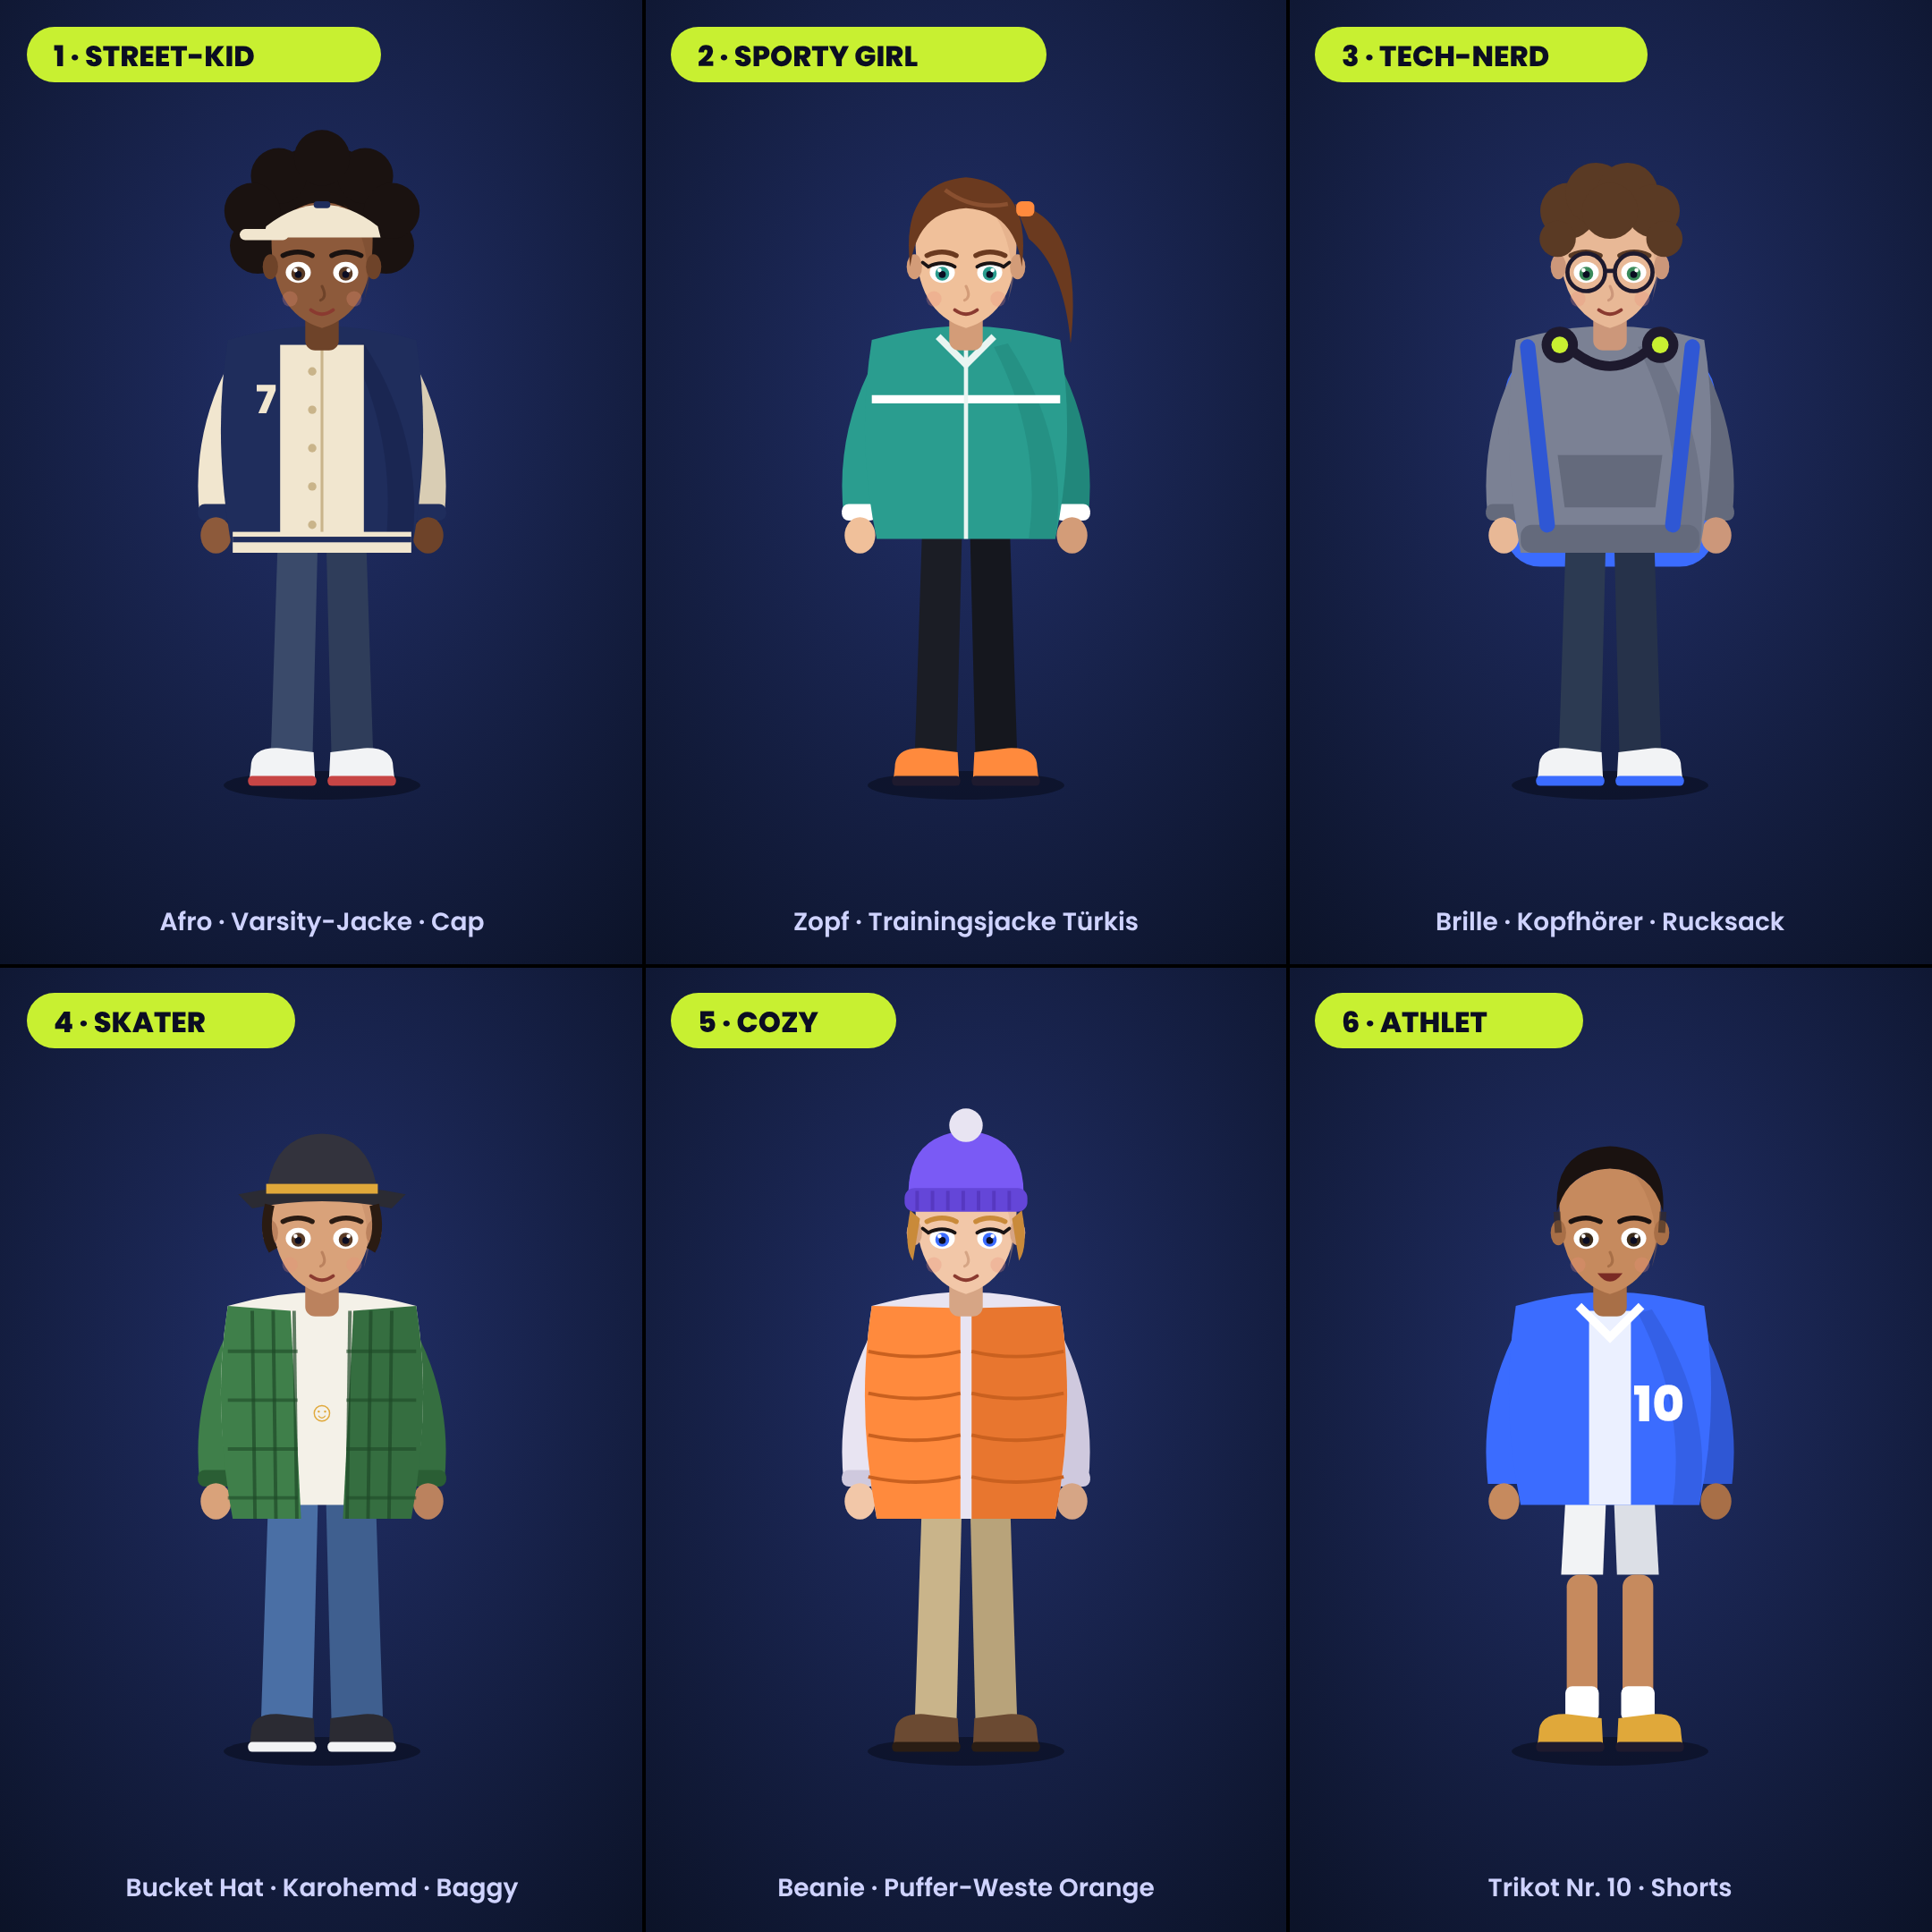 1 · STREET-KID
2 · SPORTY GIRL
3 · TECH-NERD
7
Afro · Varsity-Jacke · Cap
Zopf · Trainingsjacke Türkis
Brille · Kopfhörer · Rucksack
4 · SKATER
5 · COZY
6 · ATHLET
10
Bucket Hat · Karohemd · Baggy
Beanie · Puffer-Weste Orange
Trikot Nr. 10 · Shorts